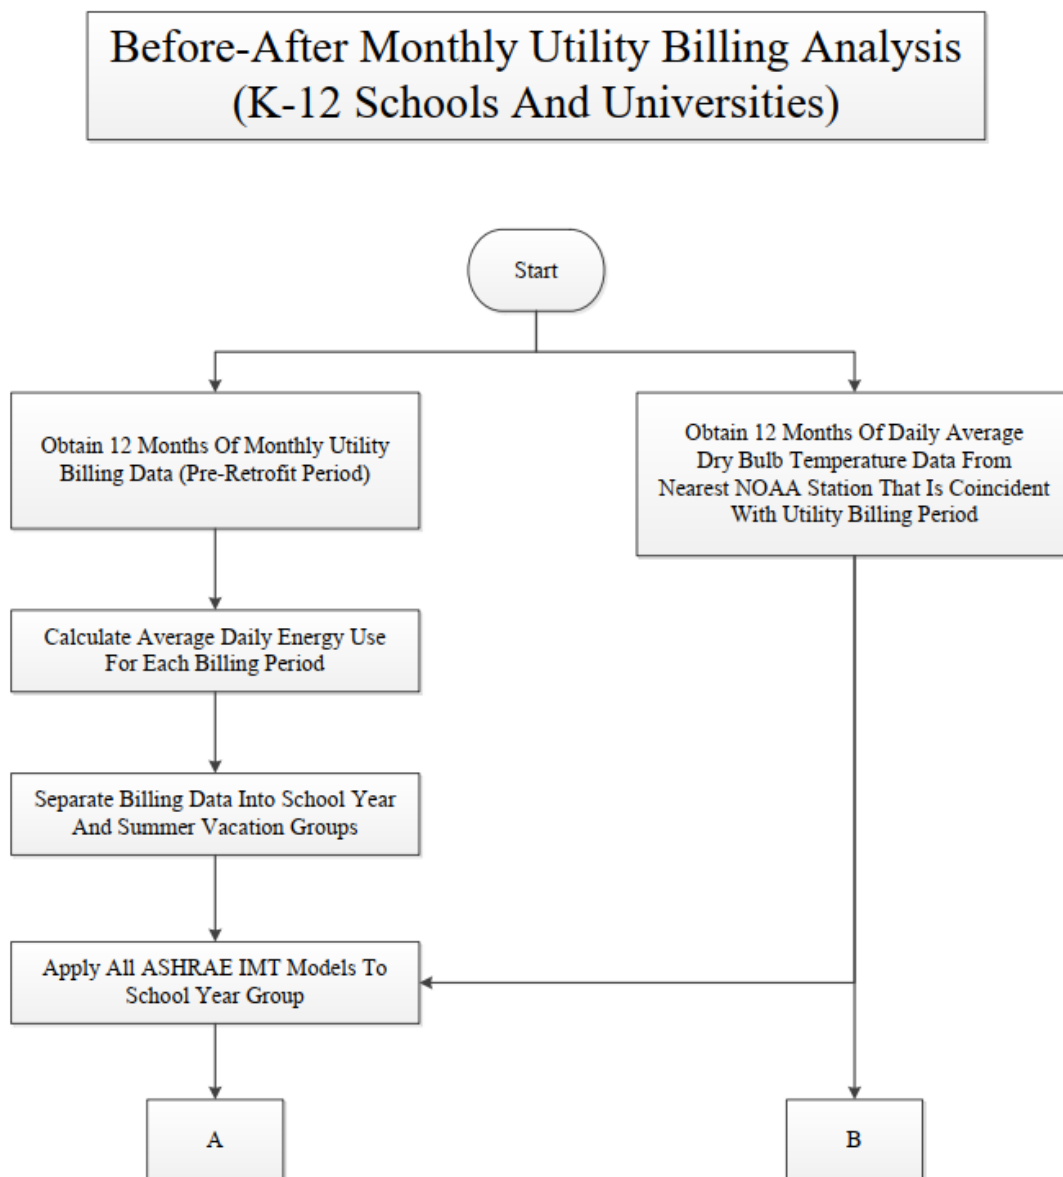 Before-After Monthly Utility Billing Analysis
(K-12 Schools And Universities)
Start
Obtain 12 Months Of Monthly Utility
Billing Data (Pre-Retrofit Period)
Obtain 12 Months Of Daily Average
Dry Bulb Temperature Data From
Nearest NOAA Station That Is Coincident
With Utility Billing Period
Calculate Average Daily Energy Use
For Each Billing Period
Separate Billing Data Into School Year
And Summer Vacation Groups
Apply All ASHRAE IMT Models To
School Year Group
A
B